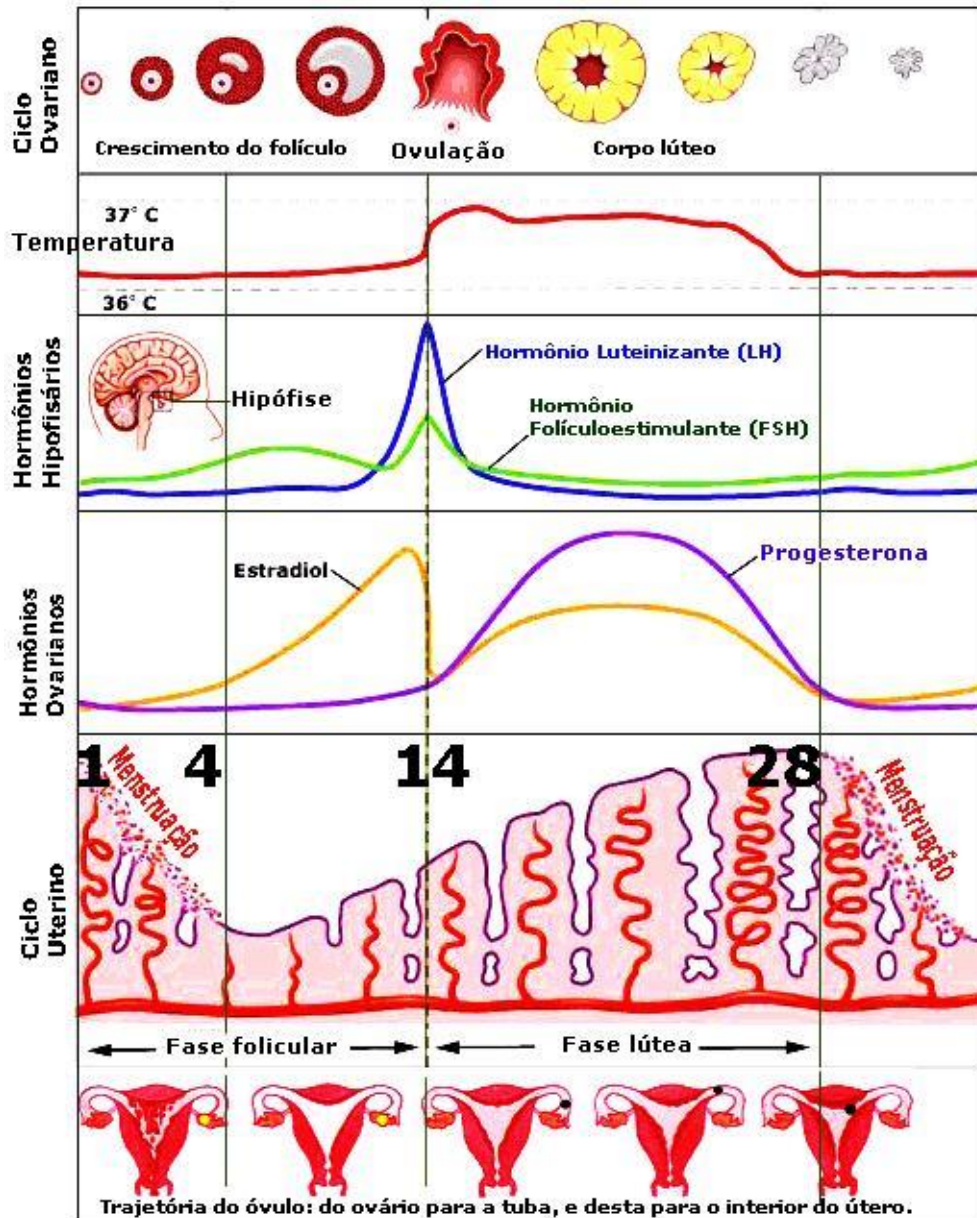 Ciclo
Ovariano
Crescimento do folículo
Ovulação
Corpo lúteo
37° C
Temperatura
36° C
Hormônios
Hipofisários
Hipófise
Hormônio Luteinizante (LH)
Hormônio
Folículoestimulante (FSH)
Hormônios
Ovarianos
Estradiol
Progesterona
Ciclo
Uterino
1 4 14 28
Menstruação
Menstruação
Fase folicular
Fase lútea
Trajetória do óvulo: do ovário para a tuba, e desta para o interior do útero.